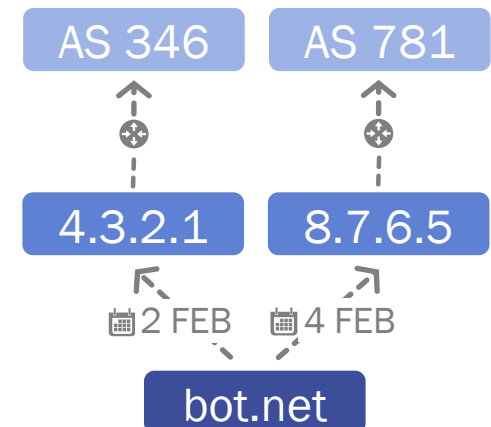 AS 346
AS 781
4.3.2.1
8.7.6.5
2 FEB
4 FEB
bot.net